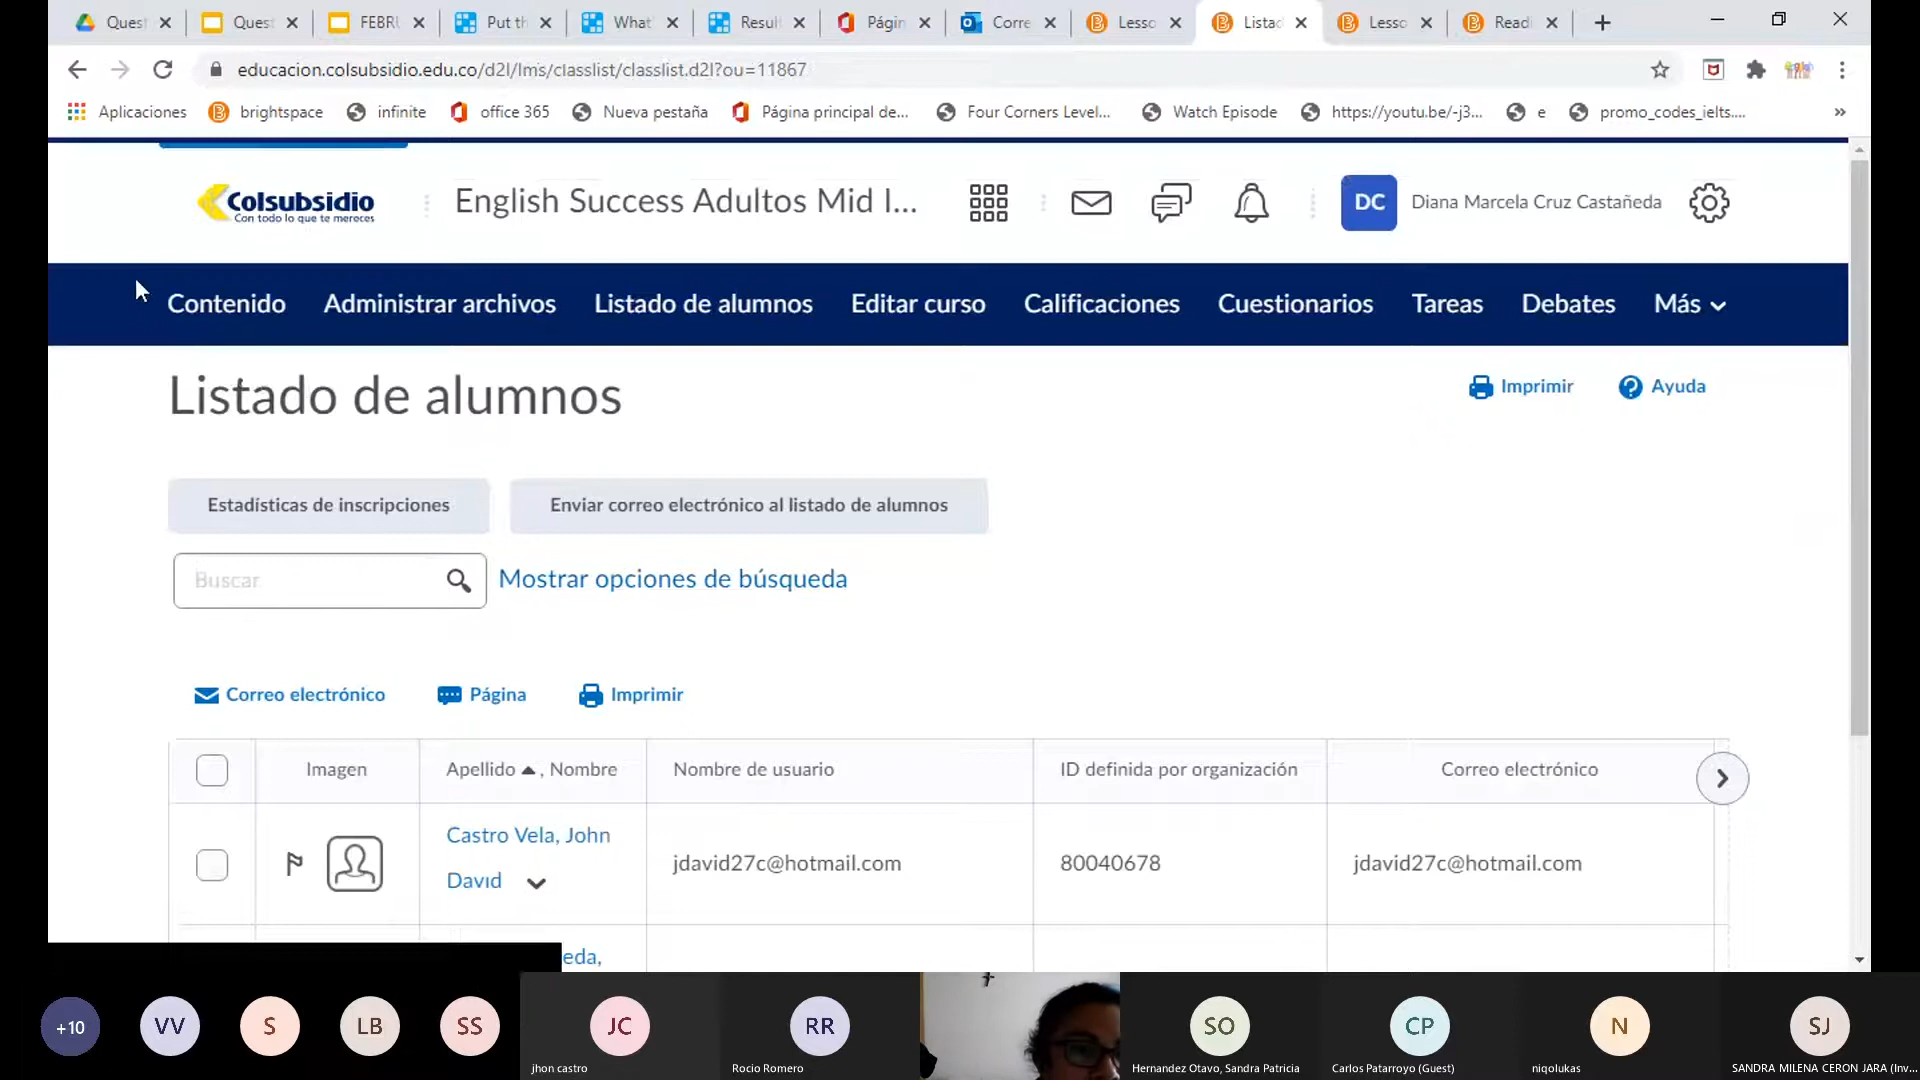 Quest
Quest
FEBRU
Put th
What
Result
Págin
Corre
Lesso
Listad
Lesso
Readi
educacion.colsubsidio.edu.co/d2l/lms/classlist/classlist.d2l?ou=11867
Aplicaciones
brightspace
infinite
office 365
Nueva pestaña
Página principal de...
Four Corners Level...
Watch Episode
https://youtu.be/-j3...
e
promo_codes_ielts....
»
Colsubsidio
Con todo lo que te mereces
English Success Adultos Mid I...
DC
Diana Marcela Cruz Castañeda
Contenido
Administrar archivos
Listado de alumnos
Editar curso
Calificaciones
Cuestionarios
Tareas
Debates
Más
Listado de alumnos
Imprimir
Ayuda
Estadísticas de inscripciones
Enviar correo electrónico al listado de alumnos
Buscar
Mostrar opciones de búsqueda
Correo electrónico
Página
Imprimir
Imagen
Apellido ▲ , Nombre
Nombre de usuario
ID definida por organización
Correo electrónico
Castro Vela, John
David
jdavid27c@hotmail.com
80040678
jdavid27c@hotmail.com
eda,
+10
VV
S
LB
SS
JC
jhon castro
RR
Rocio Romero
SO
Hernandez Otavo, Sandra Patricia
CP
Carlos Patarroyo (Guest)
N
niqolukas
SJ
SANDRA MILENA CERON JARA (Inv...